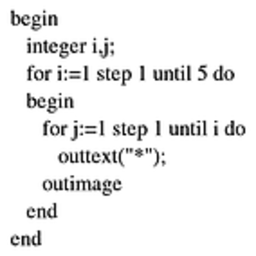 begin
integer i,j;
for i:=1 step 1 until 5 do
begin
for j:=1 step 1 until i do
outtext("*");
outimage
end
end